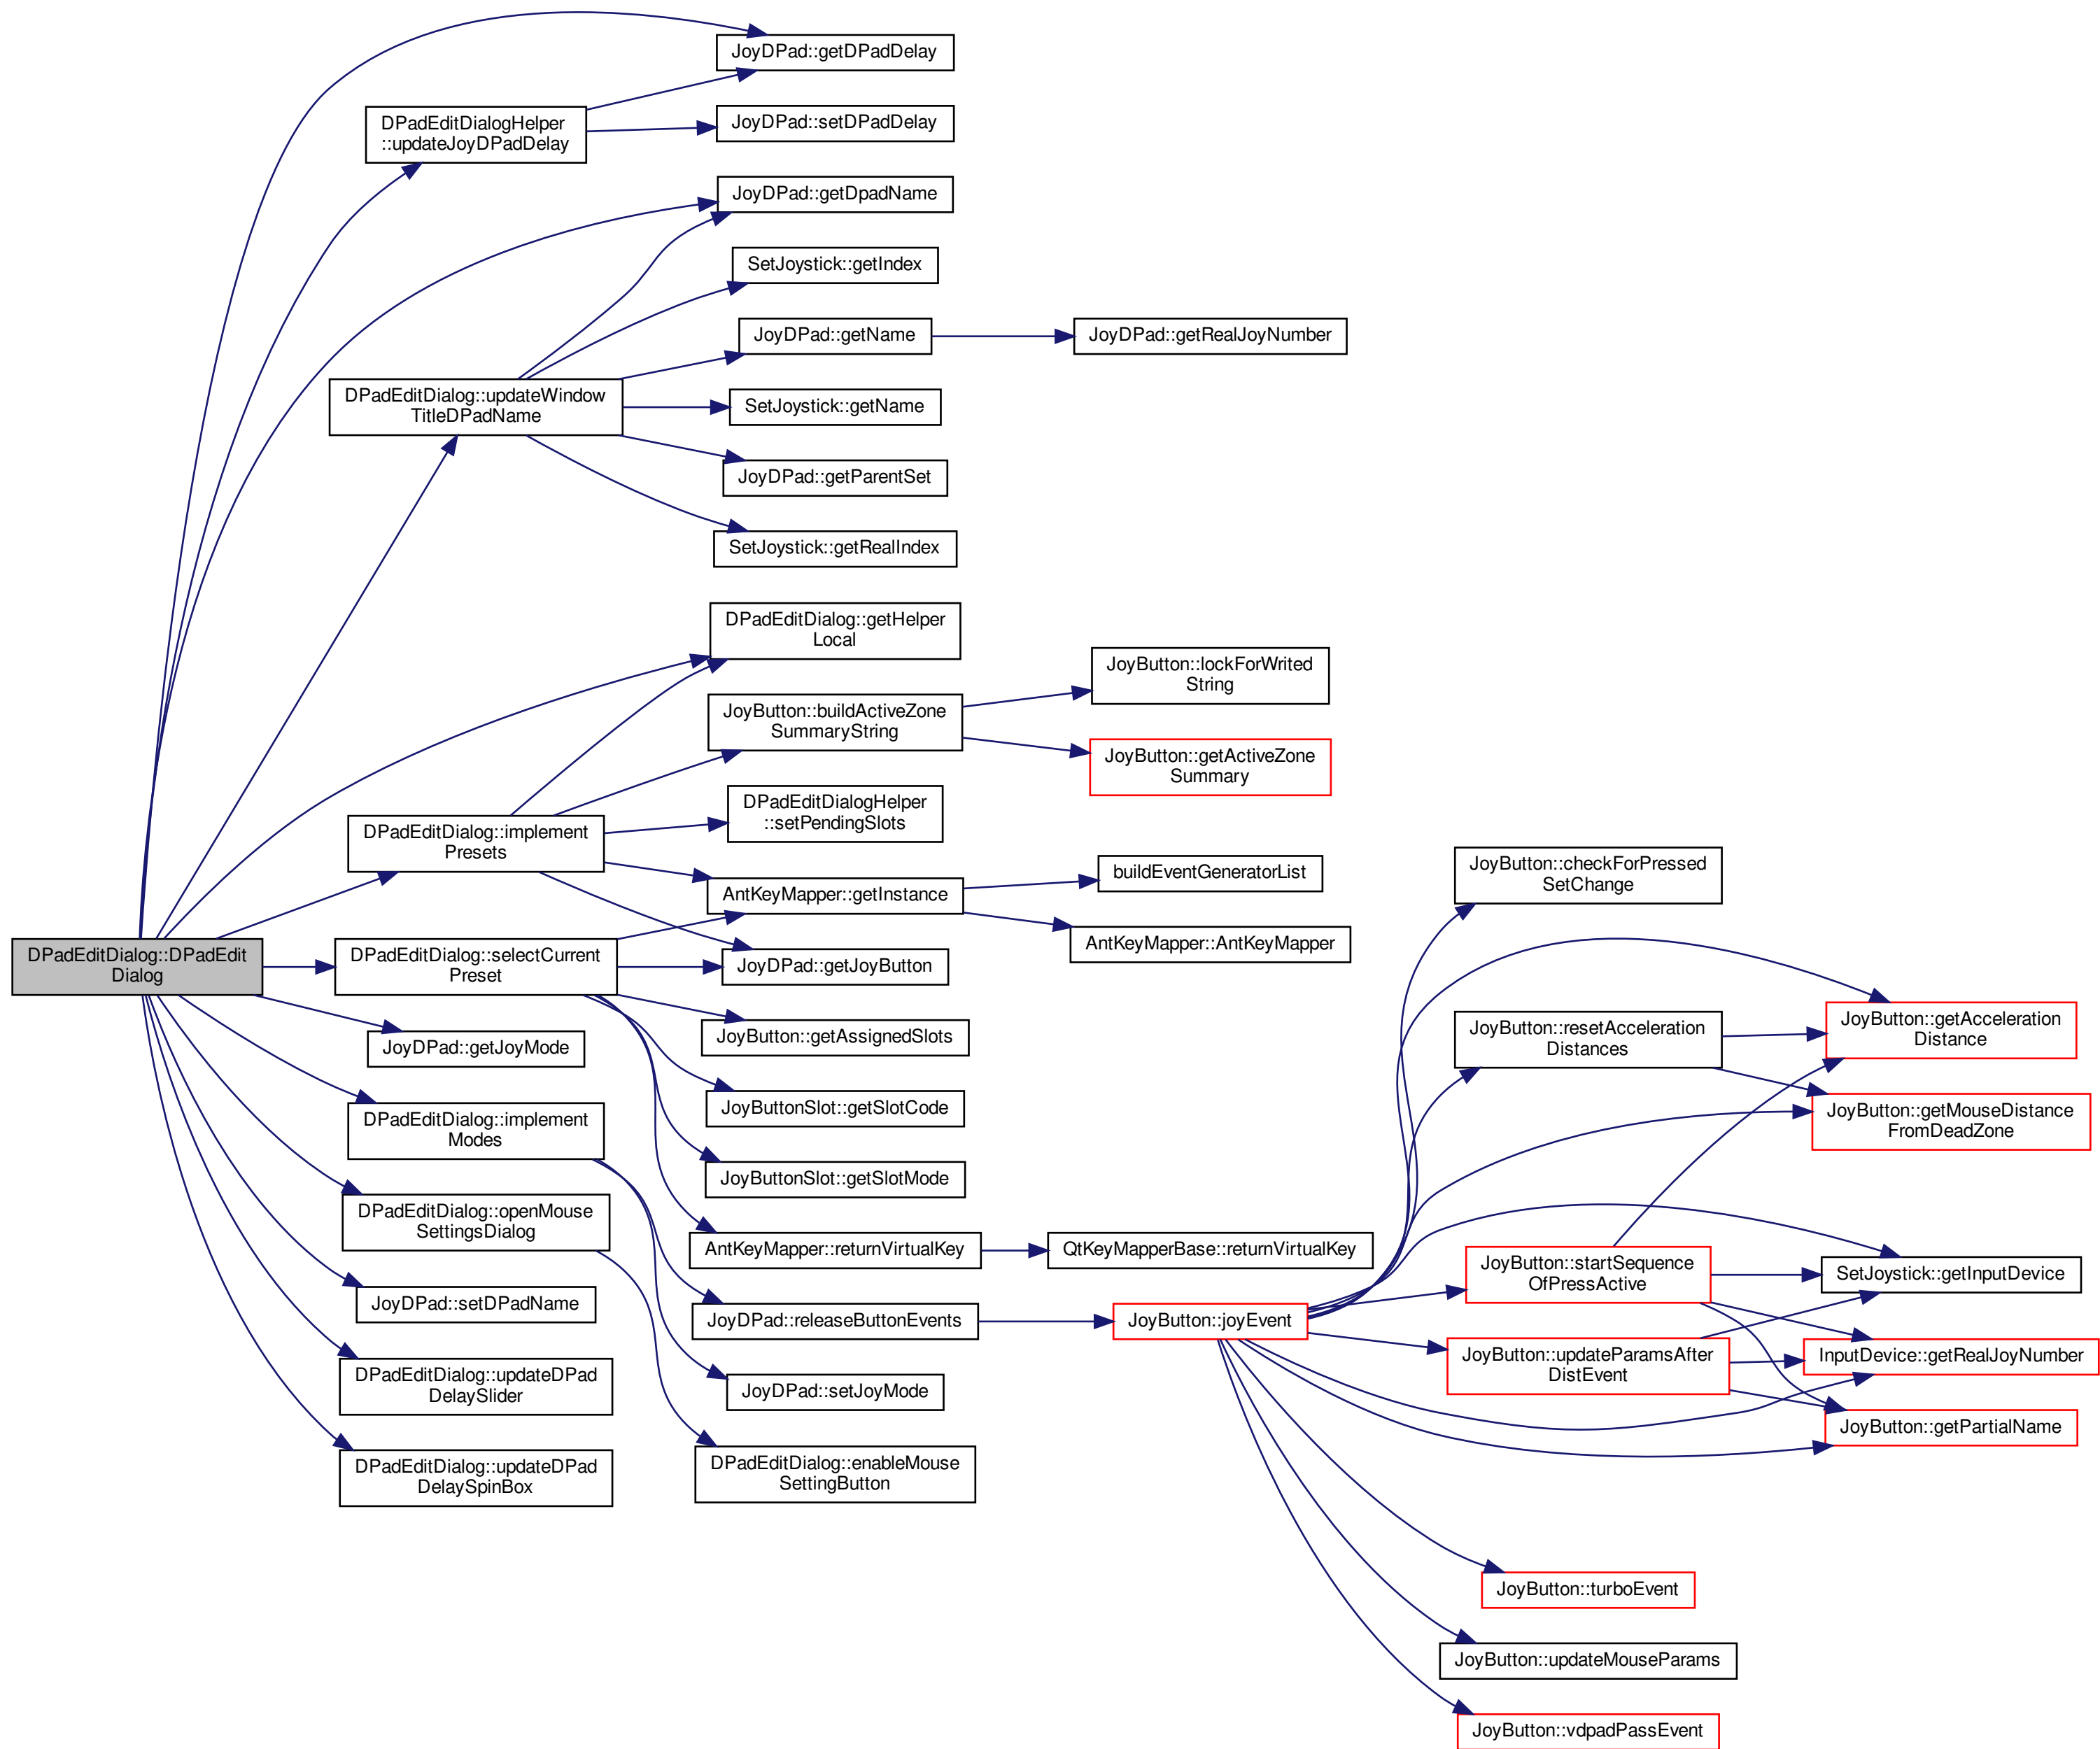 DPadEditDialog::DPadEdit
Dialog
JoyDPad::getDPadDelay
DPadEditDialogHelper
::updateJoyDPadDelay
JoyDPad::setDPadDelay
JoyDPad::getDpadName
DPadEditDialog::updateWindow
TitleDPadName
SetJoystick::getIndex
JoyDPad::getName
JoyDPad::getRealJoyNumber
SetJoystick::getName
JoyDPad::getParentSet
SetJoystick::getRealIndex
DPadEditDialog::getHelper
Local
DPadEditDialog::implement
Presets
JoyButton::buildActiveZone
SummaryString
JoyButton::lockForWrited
String
JoyButton::getActiveZone
Summary
DPadEditDialogHelper
::setPendingSlots
AntKeyMapper::getInstance
buildEventGeneratorList
AntKeyMapper::AntKeyMapper
DPadEditDialog::selectCurrent
Preset
JoyDPad::getJoyButton
JoyButton::getAssignedSlots
JoyButtonSlot::getSlotCode
JoyButtonSlot::getSlotMode
AntKeyMapper::returnVirtualKey
QtKeyMapperBase::returnVirtualKey
JoyDPad::getJoyMode
DPadEditDialog::implement
Modes
JoyDPad::releaseButtonEvents
JoyDPad::setJoyMode
DPadEditDialog::openMouse
SettingsDialog
DPadEditDialog::enableMouse
SettingButton
JoyDPad::setDPadName
DPadEditDialog::updateDPad
DelaySlider
DPadEditDialog::updateDPad
DelaySpinBox
JoyButton::joyEvent
JoyButton::checkForPressed
SetChange
JoyButton::resetAcceleration
Distances
JoyButton::getAcceleration
Distance
JoyButton::getMouseDistance
FromDeadZone
JoyButton::startSequence
OfPressActive
SetJoystick::getInputDevice
JoyButton::updateParamsAfter
DistEvent
InputDevice::getRealJoyNumber
JoyButton::getPartialName
JoyButton::turboEvent
JoyButton::updateMouseParams
JoyButton::vdpadPassEvent